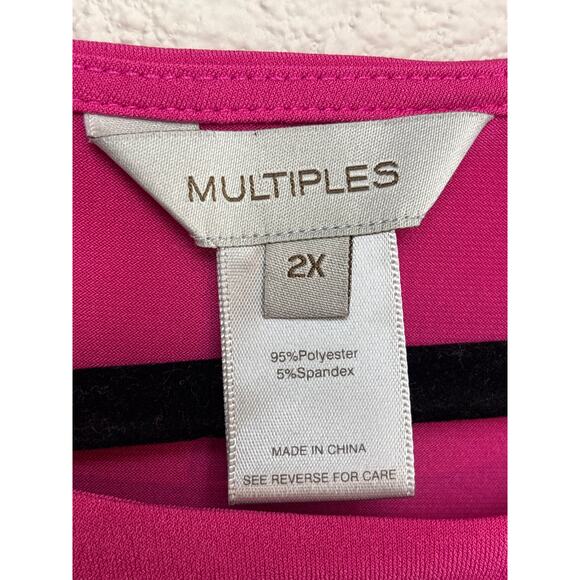 MULTIPLES
2X
95%Polyester
5%Spandex
MADE IN CHINA
SEE REVERSE FOR CARE